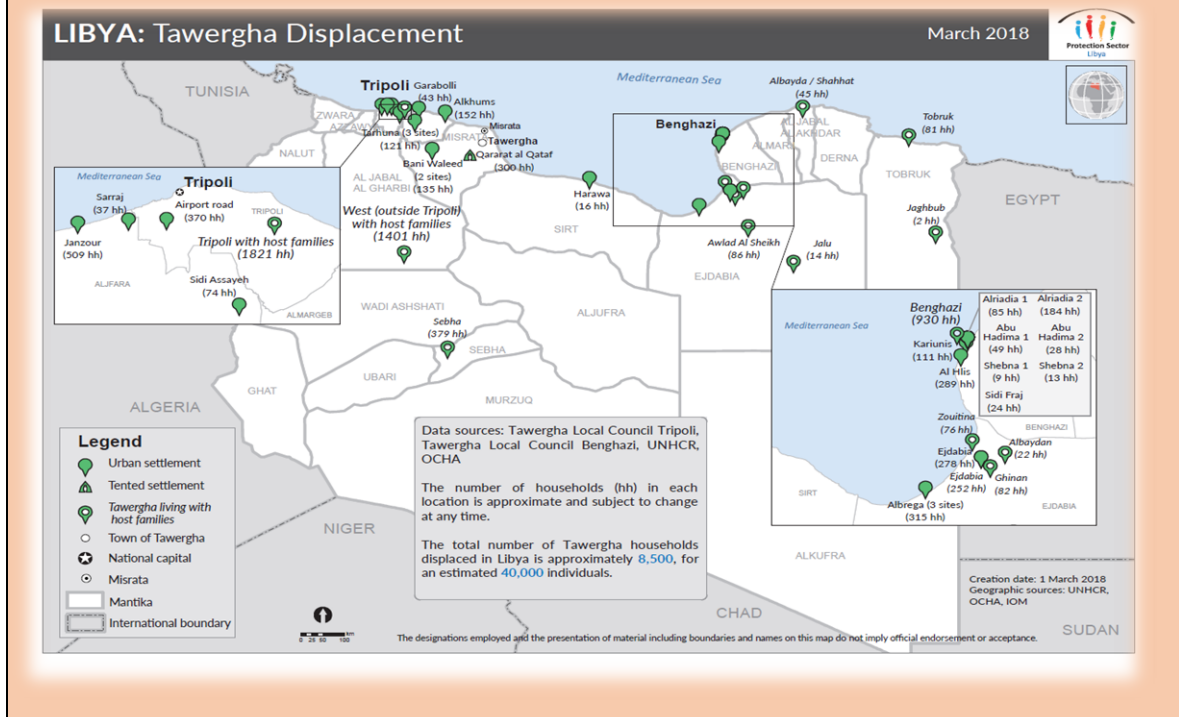 LIBYA: Tawergha Displacement
March 2018
Protection Sector
Libya
TUNISIA
Mediterranean Sea
Tripoli
Garabolli
(43 hh)
Alkhums
(152 hh)
Misrata
Tawergha
Qararat al Qataf
(300 hh)
Tarhuna (3 sites)
(121 hh)
Bani Waleed
(2 sites)
(135 hh)
ZWARA
NALUT
MISRATA
AL JABAL
AL GHARBI
West (outside Tripoli)
with host families
(1401 hh)
Harawa
(16 hh)
SIRT
Benghazi
Albayda / Shahhat
(45 hh)
AL JABAL
ALAKHDAR
ALMARJ
BENGHAZI
DERNA
Tobruk
(81 hh)
TOBRUK
EGYPT
Jaghbub
(2 hh)
Awlad Al Sheikh
(86 hh)
Jalu
(14 hh)
EJDABIA
Mediterranean Sea
Tripoli
Sarraj
(37 hh)
Airport road
(370 hh)
TRIPOLI
Janzour
(509 hh)
Tripoli with host families
(1821 hh)
Sidi Assayeh
(74 hh)
ALJFARA
ALMARGEB
WADI ASHSHATI
ALJUFRA
Sebha
(379 hh)
SEBHA
UBARI
GHAT
MURZUQ
ALGERIA
NIGER
CHAD
SUDAN
ALKUFRA
Mediterranean Sea
Benghazi
(930 hh)
Kariunis
(111 hh)
Al Hlis
(289 hh)
Alriadia 1
(85 hh)
Alriadia 2
(184 hh)
Abu
Hadima 1
(49 hh)
Abu
Hadima 2
(28 hh)
Shebna 1
(9 hh)
Shebna 2
(13 hh)
Sidi Fraj
(24 hh)
BENGHAZI
Zouitina
(76 hh)
Albaydan
(22 hh)
Ejdabia
(278 hh)
Ejdabia
(252 hh)
Ghinan
(82 hh)
SIRT
Albrega (3 sites)
(315 hh)
EJDABIA
Legend
Urban settlement
Tented settlement
Tawergha living with
host families
Town of Tawergha
National capital
Misrata
Mantika
International boundary
Data sources: Tawergha Local Council Tripoli,
Tawergha Local Council Benghazi, UNHCR,
OCHA
The number of households (hh) in each
location is approximate and subject to change
at any time.
The total number of Tawergha households
displaced in Libya is approximately 8,500, for
an estimated 40,000 individuals.
Creation date: 1 March 2018
Geographic sources: UNHCR,
OCHA, IOM
km
The designations employed and the presentation of material including boundaries and names on this map do not imply official endorsement or acceptance.